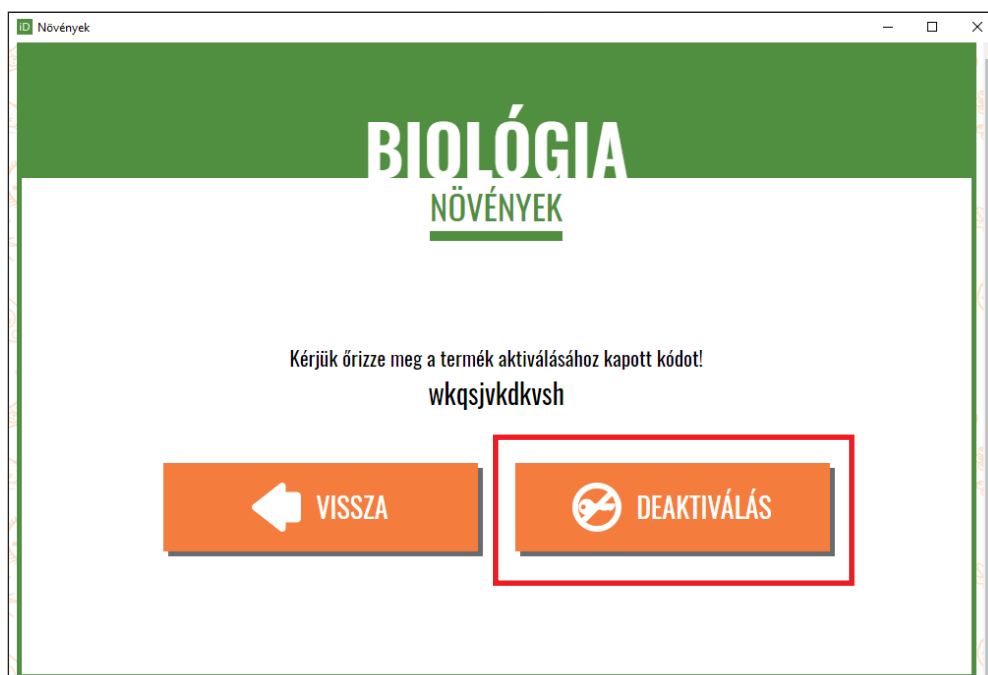 iD Növények
BIOLÓGIA
NÖVÉNYEK
Kérjük őrizze meg a termék aktiválásához kapott kódot!
wkqsjvkdkvsh
VISSZA
DEAKTIVÁLÁS